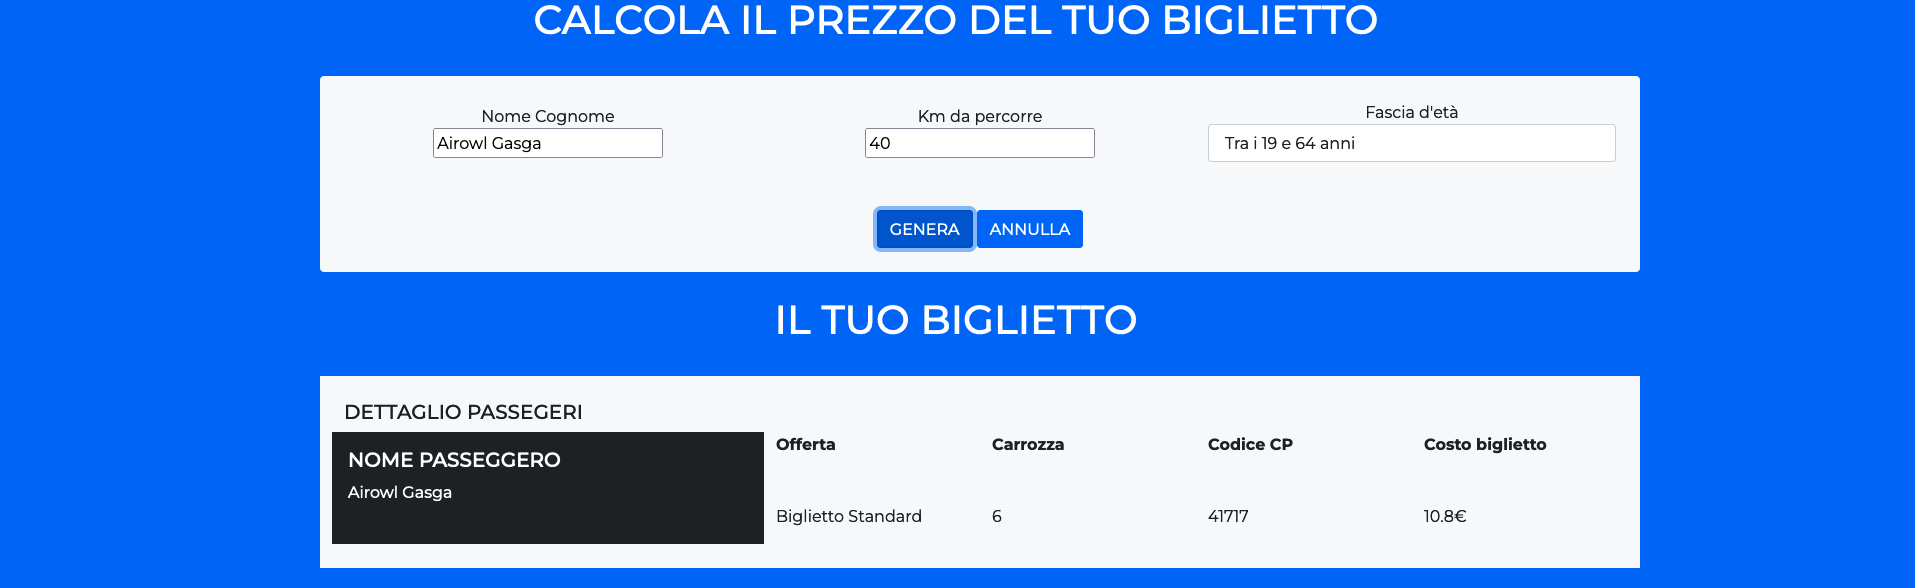 CALCOLA IL PREZZO DEL TUO BIGLIETTO
Nome Cognome
Airowl Gasga
Km da percorre
40
Fascia d'età
Tra i 19 e 64 anni
GENERA
ANNULLA
IL TUO BIGLIETTO
DETTAGLIO PASSEGERI
NOME PASSEGGERO
Airowl Gasga
Offerta Carrozza Codice CP Costo biglietto
Biglietto Standard 6 41717 10.8€